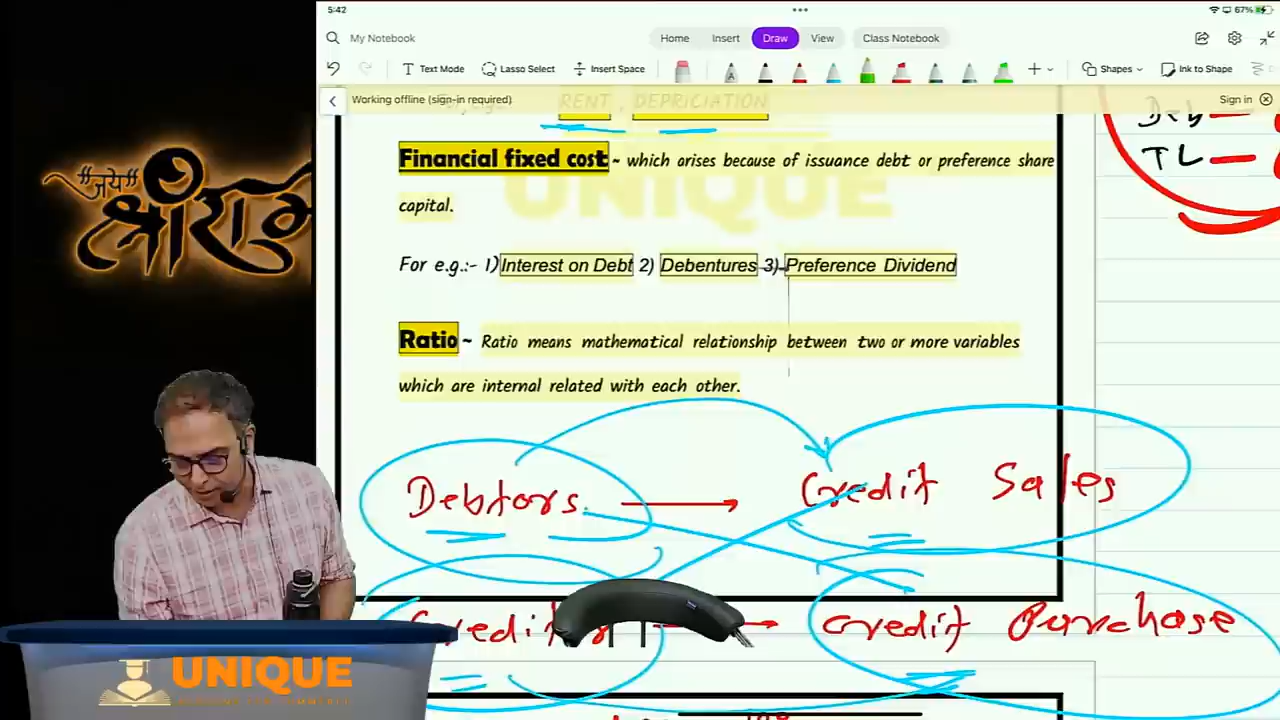 5:42
67%
My Notebook
Home Insert Draw View Class Notebook
Text Mode Lasso Select Insert Space Shapes Ink to Shape
Working offline (sign-in required) Sign in
RENT , DEPRICIATION
Deb
TL
Financial fixed cost ~ which arises because of issuance debt or preference share
capital.
UNIQUE
For e.g.:- 1) Interest on Debt 2) Debentures 3) Preference Dividend
Ratio ~ Ratio means mathematical relationship between two or more variables
which are internal related with each other.
Debtors. → Credit Sales
→ Credit Purchase
॥जय॥
श्री राम
UNIQUE